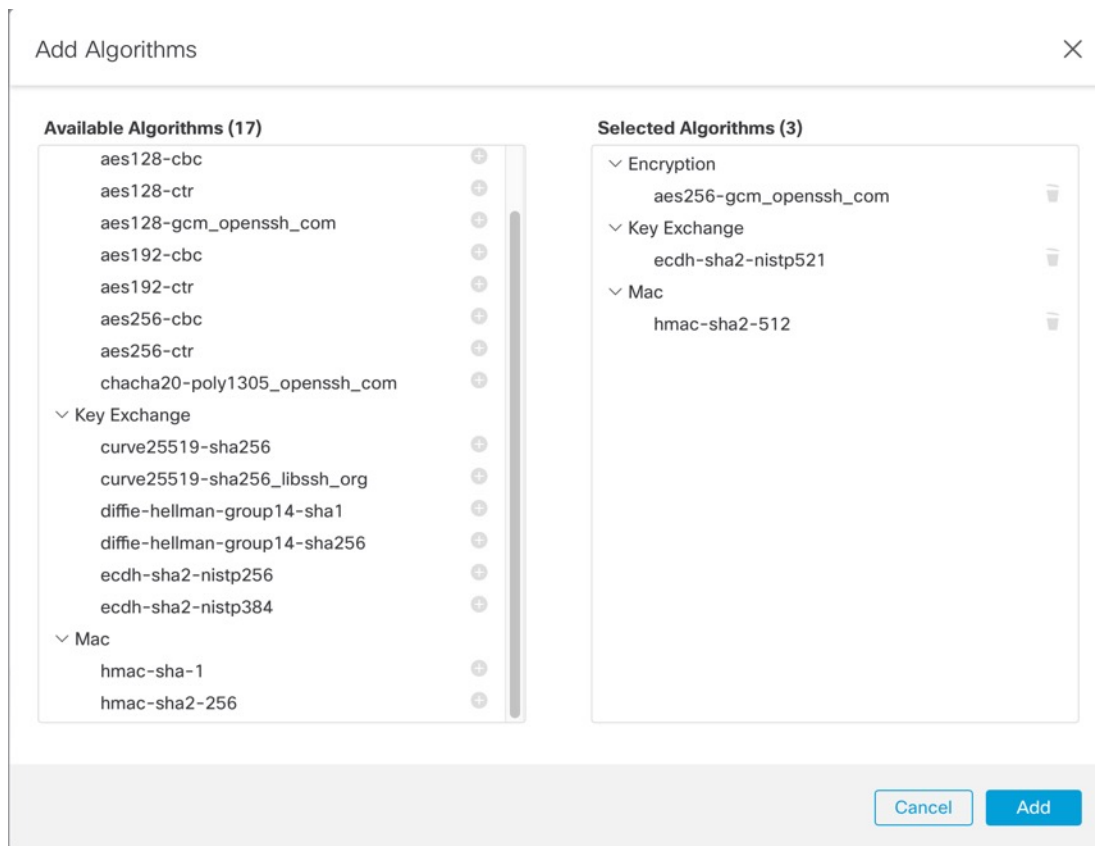 Add Algorithms
Available Algorithms (17)
aes128-cbc
aes128-ctr
aes128-gcm_openssh_com
aes192-cbc
aes192-ctr
aes256-cbc
aes256-ctr
chacha20-poly1305_openssh_com
Key Exchange
curve25519-sha256
curve25519-sha256_libssh_org
diffie-hellman-group14-sha1
diffie-hellman-group14-sha256
ecdh-sha2-nistp256
ecdh-sha2-nistp384
Mac
hmac-sha-1
hmac-sha2-256
Selected Algorithms (3)
Encryption
aes256-gcm_openssh_com
Key Exchange
ecdh-sha2-nistp521
Mac
hmac-sha2-512
Cancel
Add